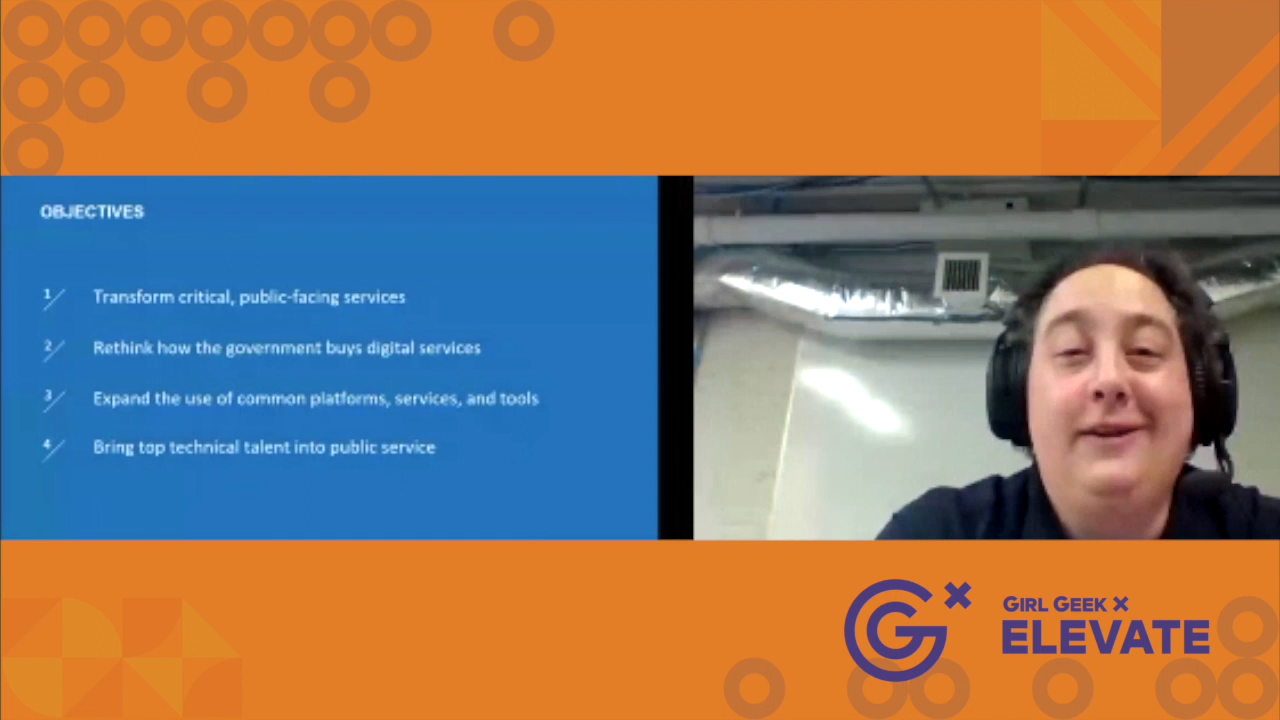 OBJECTIVES
1/ Transform critical, public-facing services
2/ Rethink how the government buys digital services
3/ Expand the use of common platforms, services, and tools
4/ Bring top technical talent into public service
GIRL GEEK X
ELEVATE